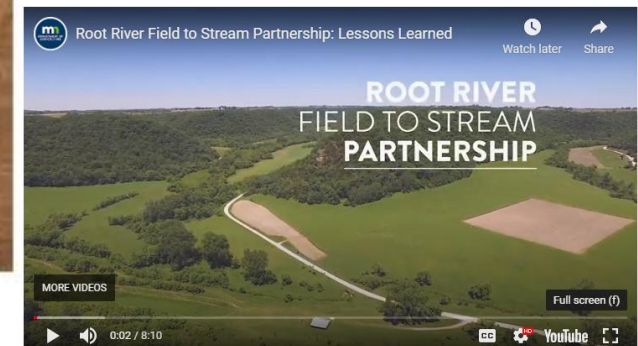 Root River Field to Stream Partnership: Lessons Learned
Watch later
Share
ROOT RIVER
FIELD TO STREAM
PARTNERSHIP
MORE VIDEOS
Full screen (f)
0:02 / 8:10
CC
HD
YouTube